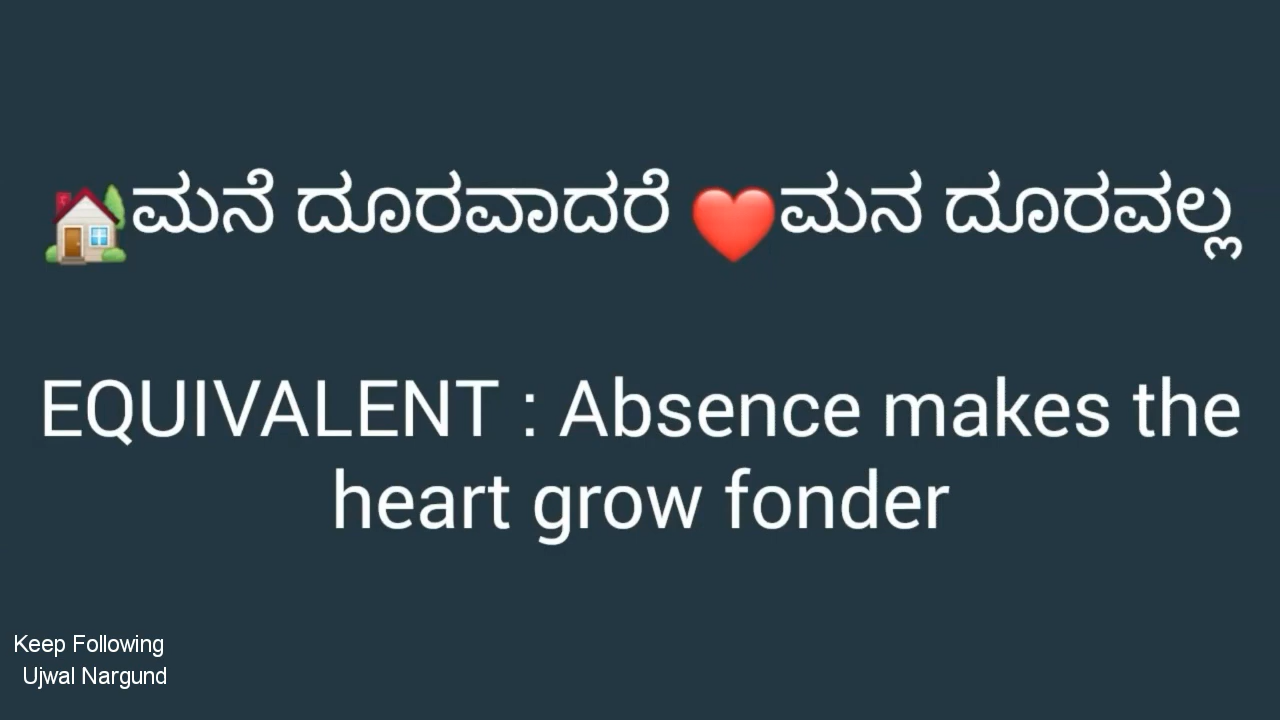 🏡ಮನೆ ದೂರವಾದರೆ ❤️ಮನ ದೂರವಲ್ಲ
EQUIVALENT : Absence makes the
heart grow fonder
Keep Following
Ujwal Nargund